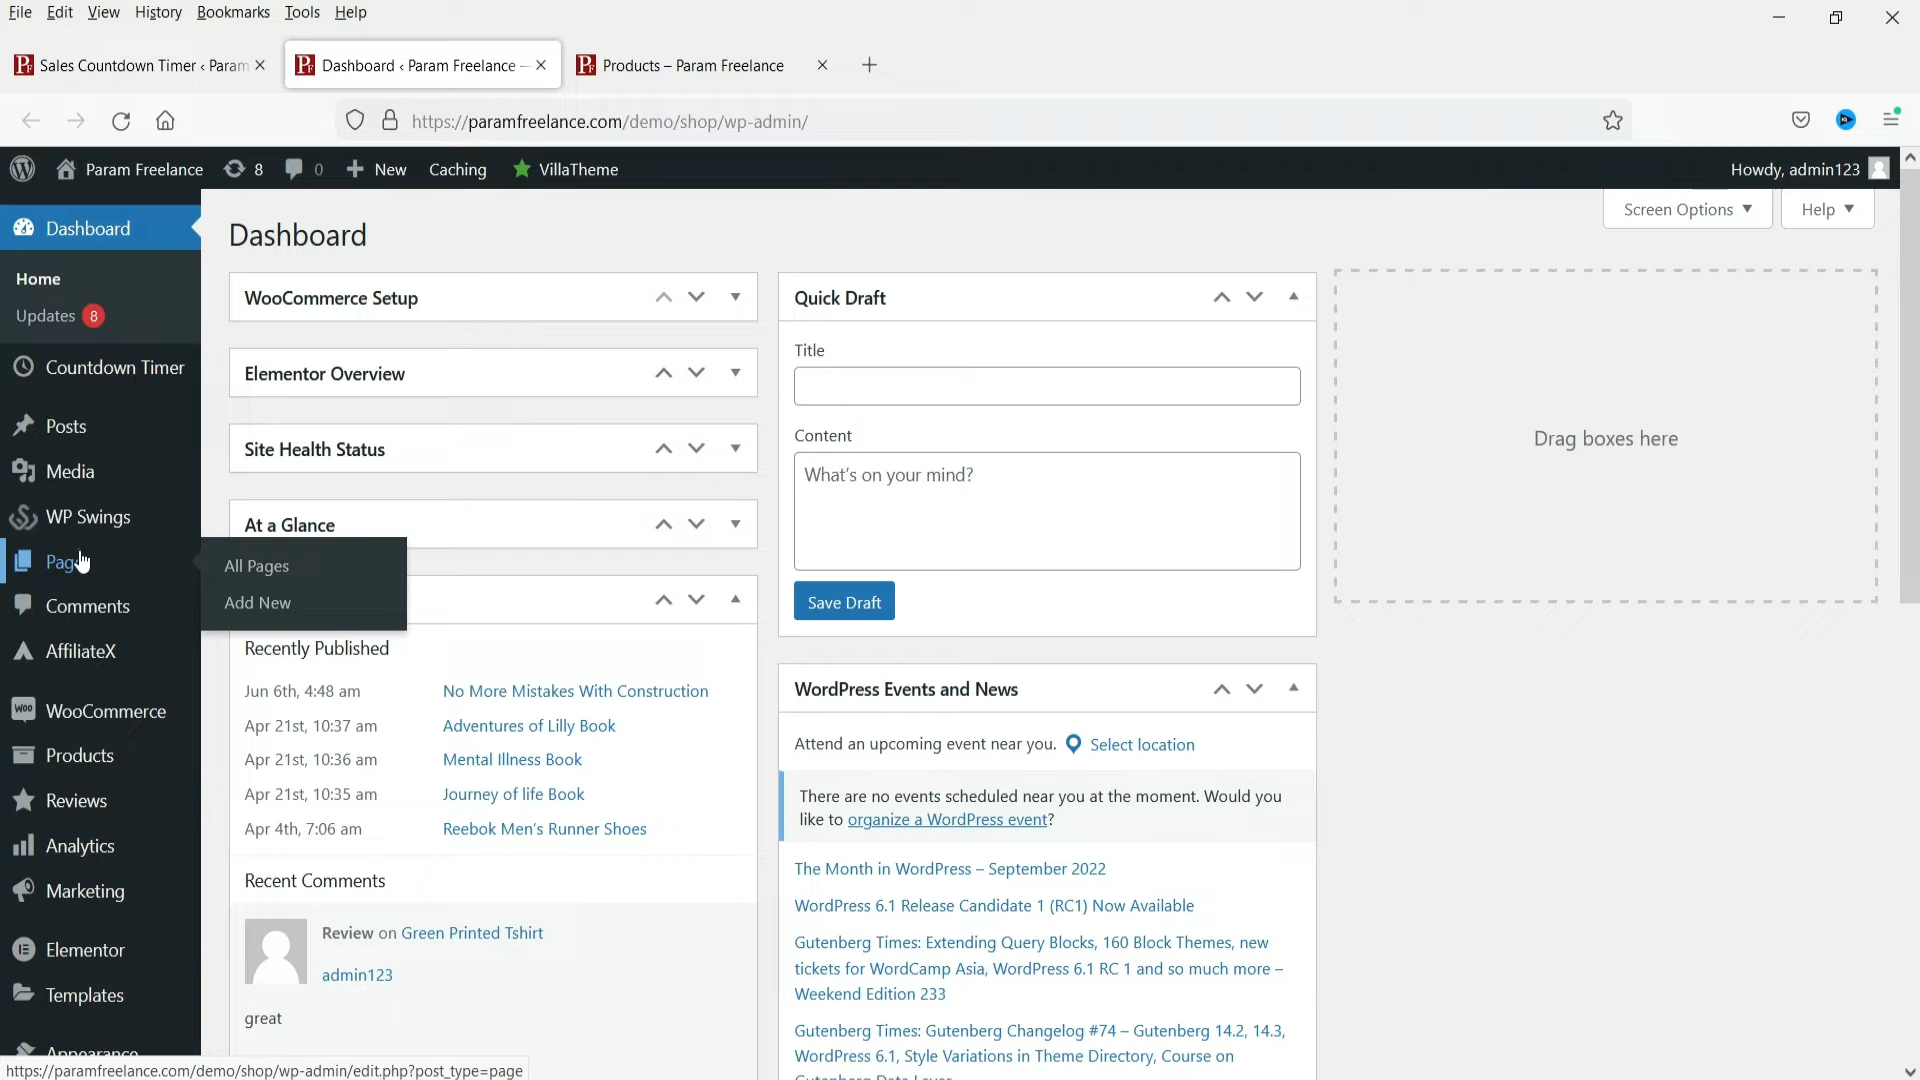 File Edit View History Bookmarks Tools Help
Sales Countdown Timer ‹ Param
Dashboard ‹ Param Freelance —
Products – Param Freelance
https://paramfreelance.com/demo/shop/wp-admin/
Param Freelance 8 0 New Caching VillaTheme
Howdy, admin123
Screen Options Help
Dashboard
Home
Updates 8
Countdown Timer
Posts
Media
WP Swings
Comments
AffiliateX
WooCommerce
Products
Reviews
Analytics
Marketing
Elementor
Templates
Appearance
All Pages
Add New
Dashboard
WooCommerce Setup
Elementor Overview
Site Health Status
At a Glance
Recently Published
Jun 6th, 4:48 am No More Mistakes With Construction
Apr 21st, 10:37 am Adventures of Lilly Book
Apr 21st, 10:36 am Mental Illness Book
Apr 21st, 10:35 am Journey of life Book
Apr 4th, 7:06 am Reebok Men's Runner Shoes
Recent Comments
Review on Green Printed Tshirt
admin123
great
Quick Draft
Title
Content
What's on your mind?
Save Draft
WordPress Events and News
Attend an upcoming event near you. Select location
There are no events scheduled near you at the moment. Would you
like to organize a WordPress event?
The Month in WordPress – September 2022
WordPress 6.1 Release Candidate 1 (RC1) Now Available
Gutenberg Times: Extending Query Blocks, 160 Block Themes, new
tickets for WordCamp Asia, WordPress 6.1 RC 1 and so much more –
Weekend Edition 233
Gutenberg Times: Gutenberg Changelog #74 – Gutenberg 14.2, 14.3,
WordPress 6.1, Style Variations in Theme Directory, Course on
Drag boxes here
https://paramfreelance.com/demo/shop/wp-admin/edit.php?post_type=page